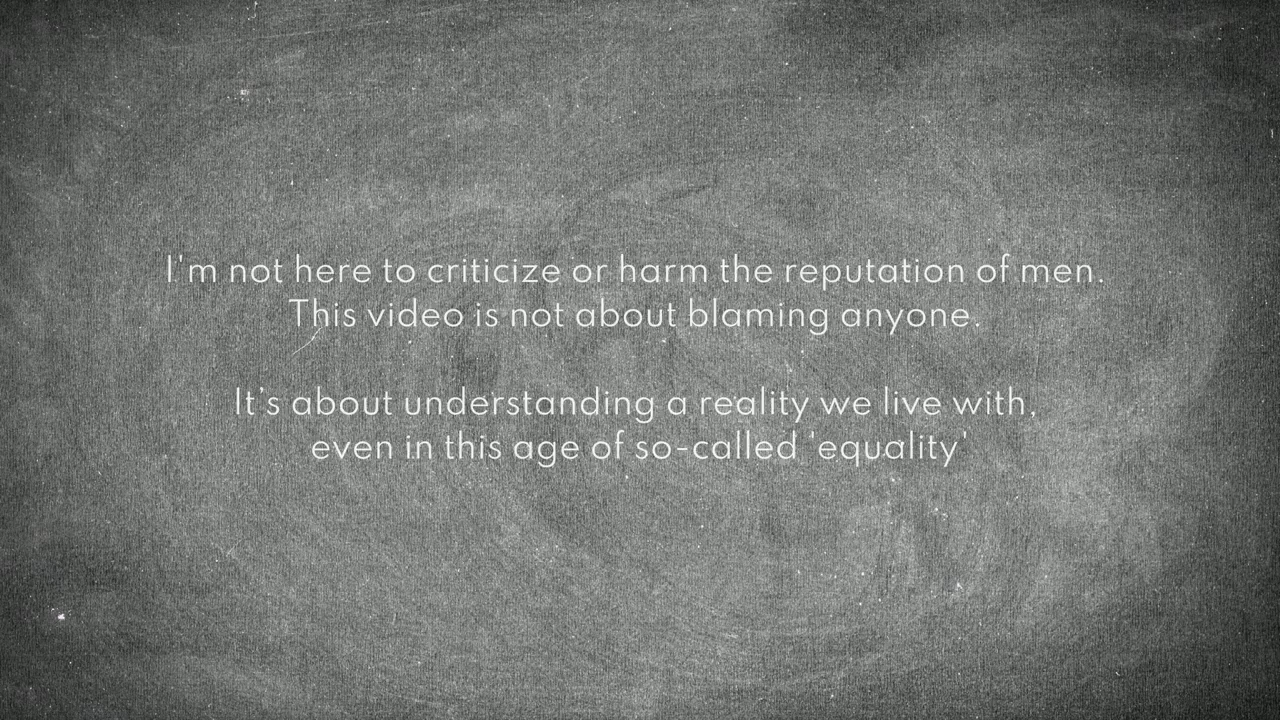 I'm not here to criticize or harm the reputation of men.
This video is not about blaming anyone.
It’s about understanding a reality we live with,
even in this age of so-called 'equality'